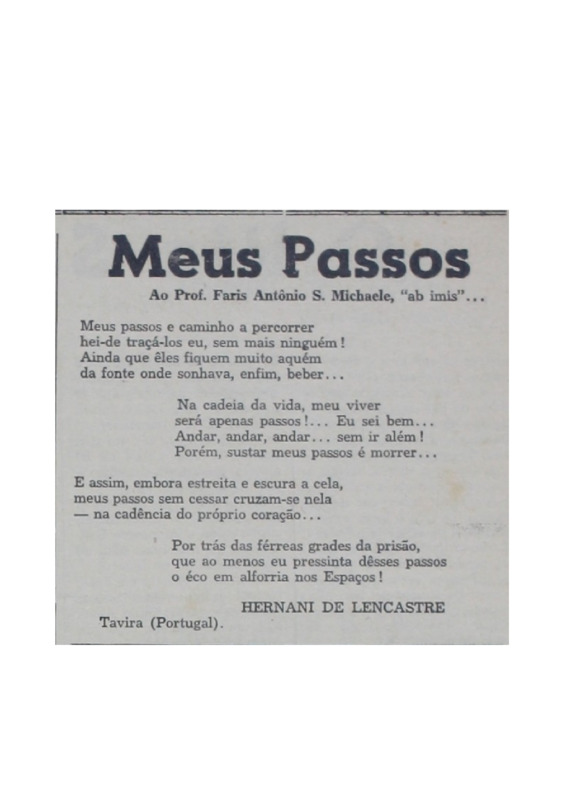 Meus Passos
Ao Prof. Faris Antônio S. Michaele, "ab imis"...
Meus passos e caminho a percorrer
hei-de traçá-los eu, sem mais ninguém!
Ainda que êles fiquem muito aquém
da fonte onde sonhava, enfim, beber...
Na cadeia da vida, meu viver
será apenas passos!... Eu sei bem...
Andar, andar, andar... sem ir além!
Porém, sustar meus passos é morrer...
E assim, embora estreita e escura a cela,
meus passos sem cessar cruzam-se nela
— na cadência do próprio coração...
Por trás das férreas grades da prisão,
que ao menos eu pressinta dêsses passos
o éco em alforria nos Espaços!
HERNANI DE LENCASTRE
Tavira (Portugal).